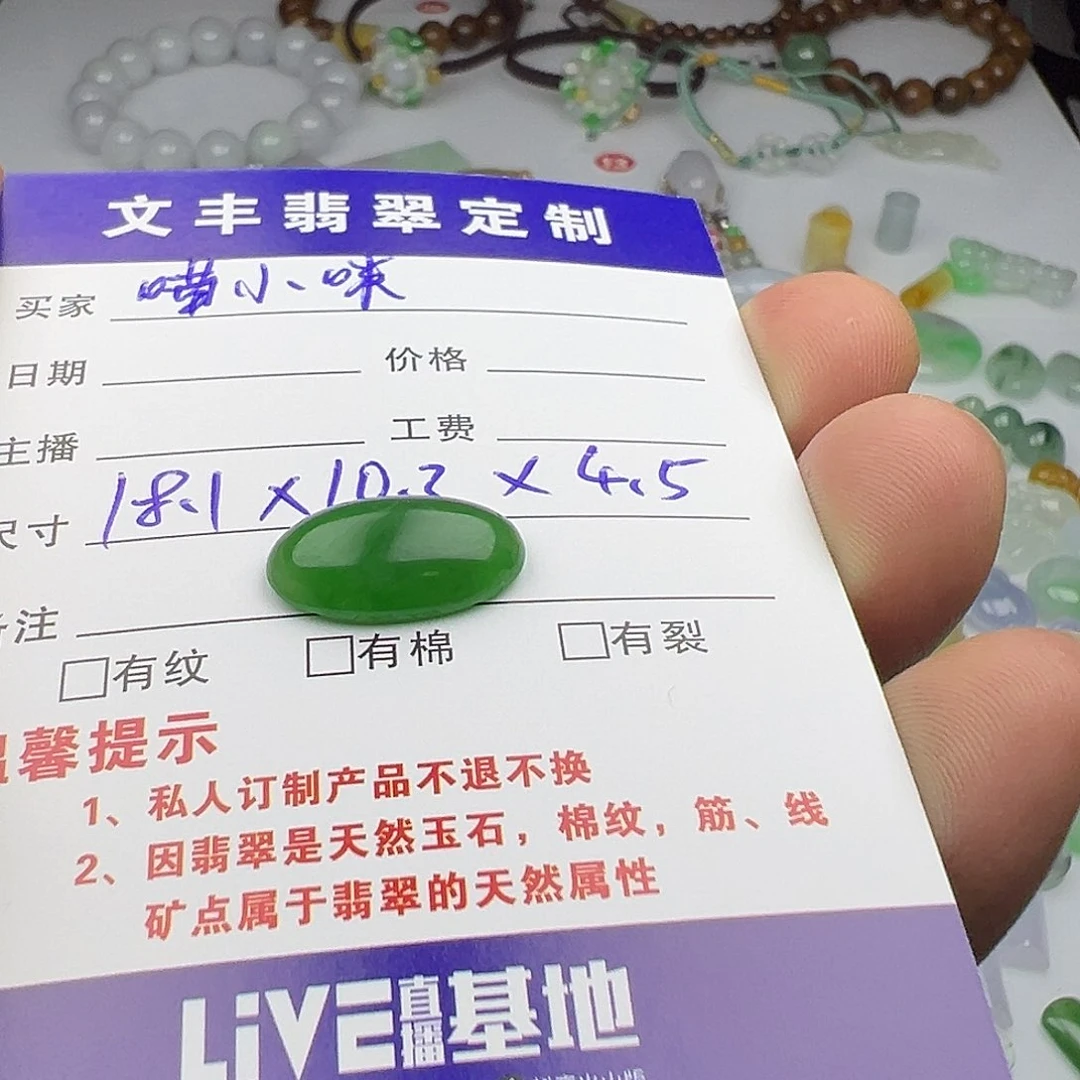 文丰翡翠定制
买家 喵小咪
日期 价格
主播 工费
尺寸 18.1×10.2×4.5
备注
□有纹 □有棉 □有裂
温馨提示
1、私人订制产品不退不换
2、因翡翠是天然玉石，棉纹，筋、线
矿点属于翡翠的天然属性
LiVE直播基地